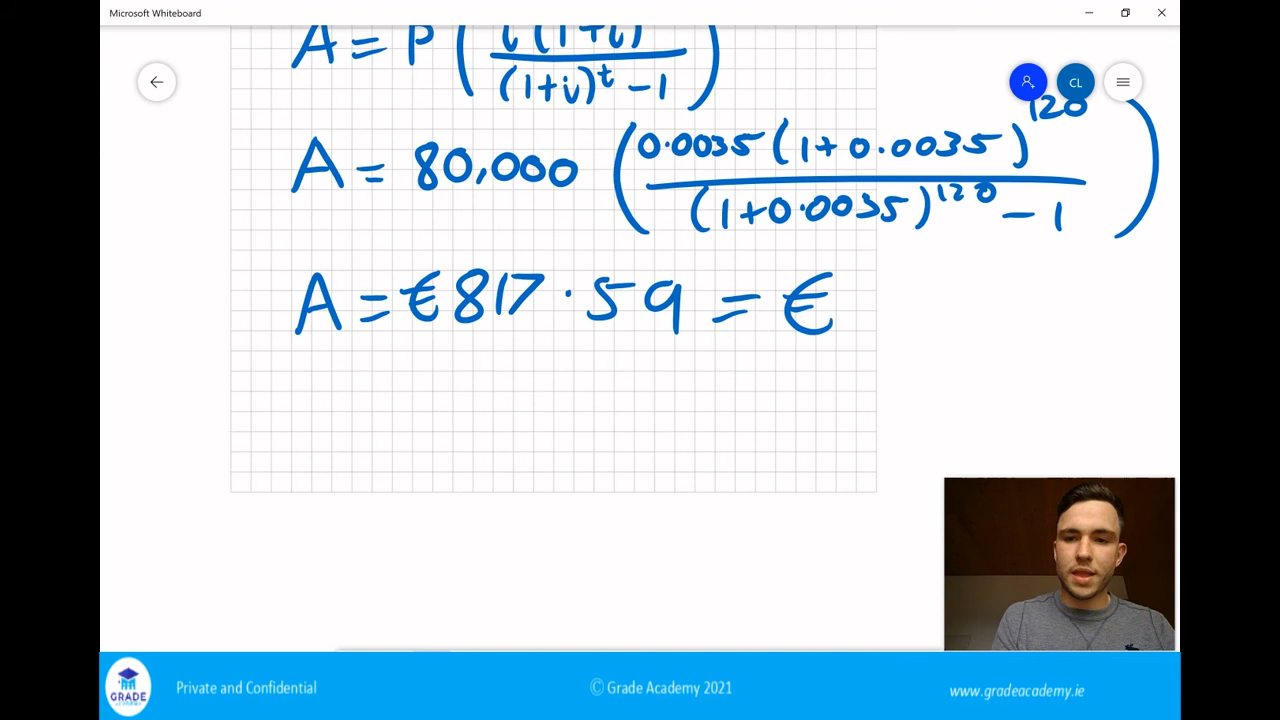 Microsoft Whiteboard
A = P ( i(1+i)
(1+i)^t - 1 )
CL
A = 80,000 ( 0.0035(1+0.0035)^120
(1+0.0035)^120 - 1 )
A = €817.59 = €
GRADE
Private and Confidential
© Grade Academy 2021
www.gradeacademy.ie